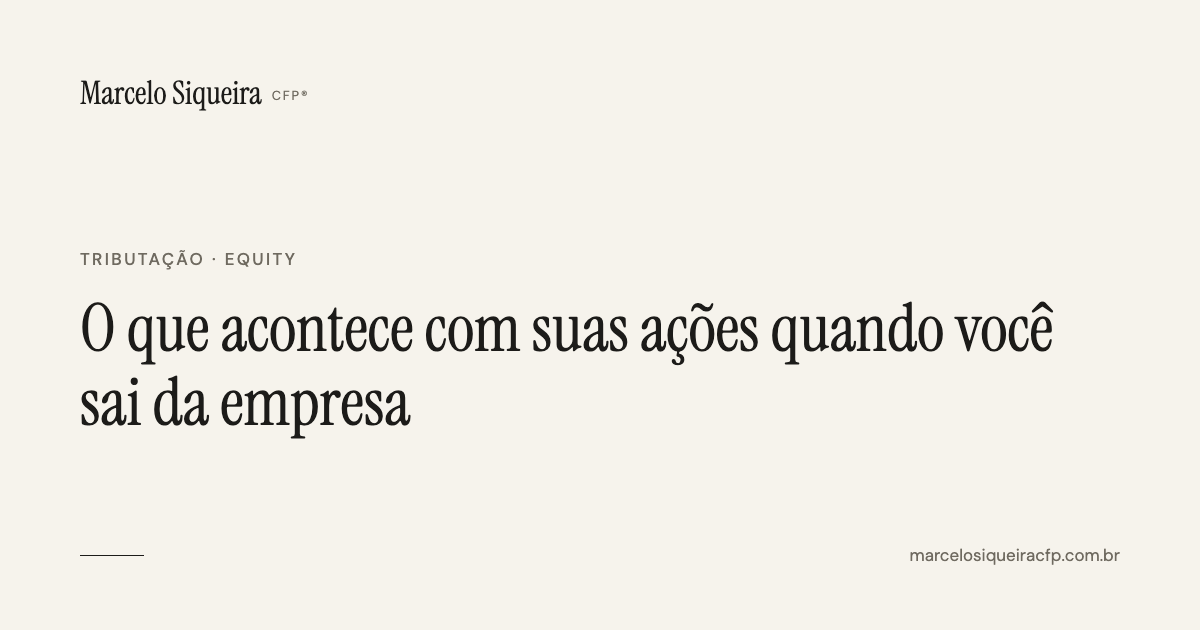 Marcelo Siqueira CFP®
TRIBUTAÇÃO · EQUITY
O que acontece com suas ações quando você
sai da empresa
marcelosiqueiracfp.com.br